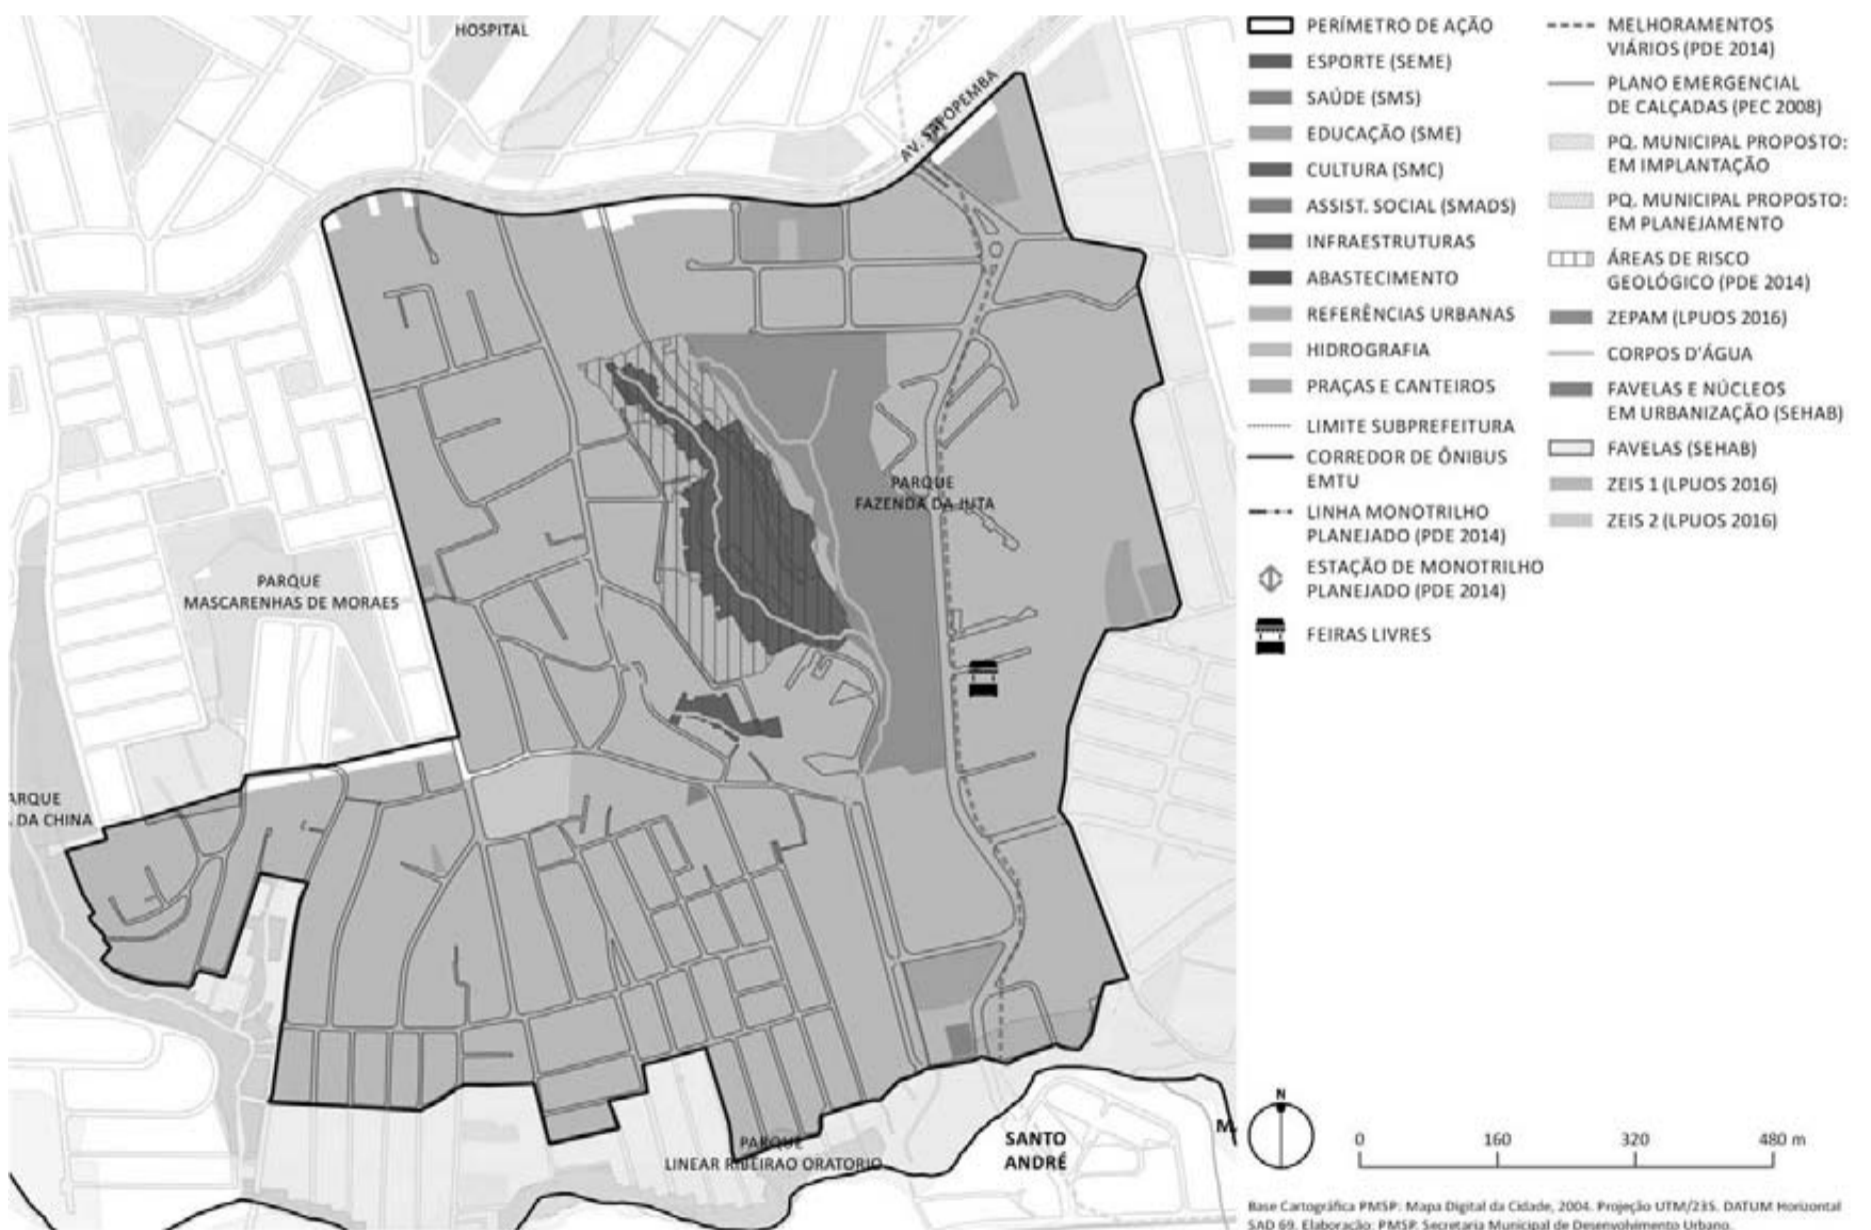 HOSPITAL
AV. SAPOPEMBA
PARQUE
FAZENDA DA JUTA
PARQUE
MASCARENHAS DE MORAES
ARQUE
DA CHINA
PARQUE
LINEAR RIBEIRÃO ORATÓRIO
SANTO
ANDRÉ
M
PERÍMETRO DE AÇÃO
ESPORTE (SEME)
SAÚDE (SMS)
EDUCAÇÃO (SME)
CULTURA (SMC)
ASSIST. SOCIAL (SMADS)
INFRAESTRUTURAS
ABASTECIMENTO
REFERÊNCIAS URBANAS
HIDROGRAFIA
PRAÇAS E CANTEIROS
LIMITE SUBPREFEITURA
CORREDOR DE ÔNIBUS
EMTU
LINHA MONOTRILHO
PLANEJADO (PDE 2014)
ESTAÇÃO DE MONOTRILHO
PLANEJADO (PDE 2014)
FEIRAS LIVRES
MELHORAMENTOS
VIÁRIOS (PDE 2014)
PLANO EMERGENCIAL
DE CALÇADAS (PEC 2008)
PQ. MUNICIPAL PROPOSTO:
EM IMPLANTAÇÃO
PQ. MUNICIPAL PROPOSTO:
EM PLANEJAMENTO
ÁREAS DE RISCO
GEOLÓGICO (PDE 2014)
ZEPAM (LPUOS 2016)
CORPOS D'ÁGUA
FAVELAS E NÚCLEOS
EM URBANIZAÇÃO (SEHAB)
FAVELAS (SEHAB)
ZEIS 1 (LPUOS 2016)
ZEIS 2 (LPUOS 2016)
N
0 160 320 480 m
Base Cartográfica PMSP: Mapa Digital da Cidade, 2004. Projeção UTM/23S. DATUM Horizontal
SAD 69. Elaboração: PMSP. Secretaria Municipal de Desenvolvimento Urbano.